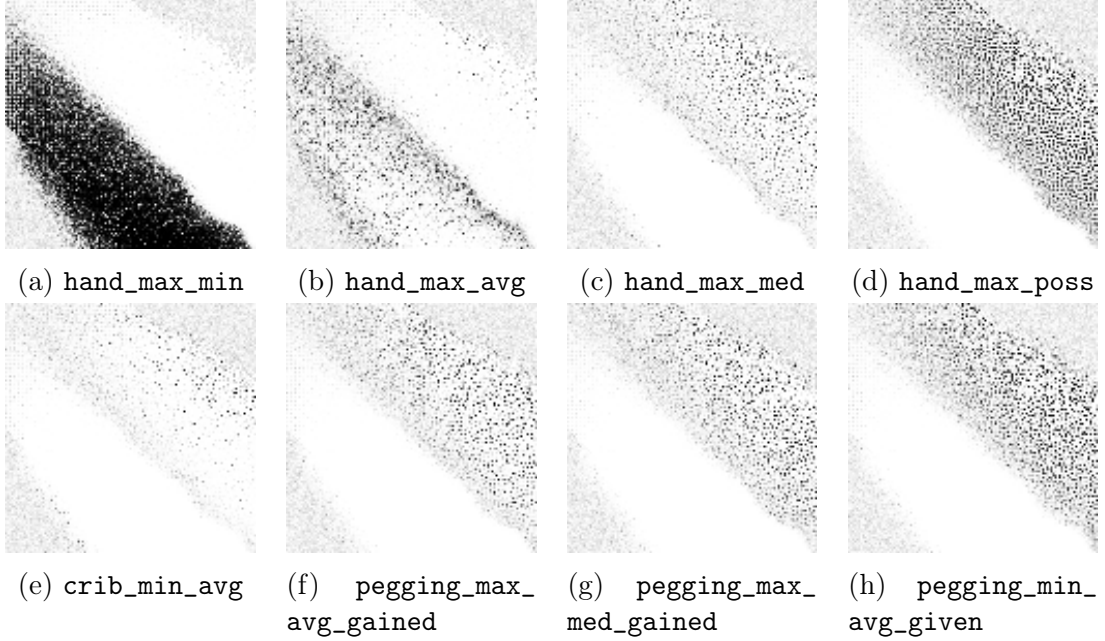 (a) hand_max_min
(b) hand_max_avg
(c) hand_max_med
(d) hand_max_poss
(e) crib_min_avg
(f) pegging_max_
avg_gained
(g) pegging_max_
med_gained
(h) pegging_min_
avg_given